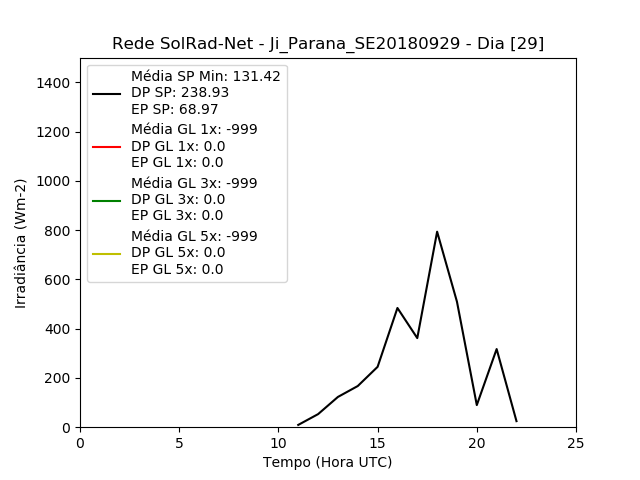 Rede SolRad-Net - Ji_Parana_SE20180929 - Dia [29]
Média SP Min: 131.42
DP SP: 238.93
EP SP: 68.97
Média GL 1x: -999
DP GL 1x: 0.0
EP GL 1x: 0.0
Média GL 3x: -999
DP GL 3x: 0.0
EP GL 3x: 0.0
Média GL 5x: -999
DP GL 5x: 0.0
EP GL 5x: 0.0
Irradiância (Wm-2)
1400
1200
1000
800
600
400
200
0
0 5 10 15 20 25
Tempo (Hora UTC)